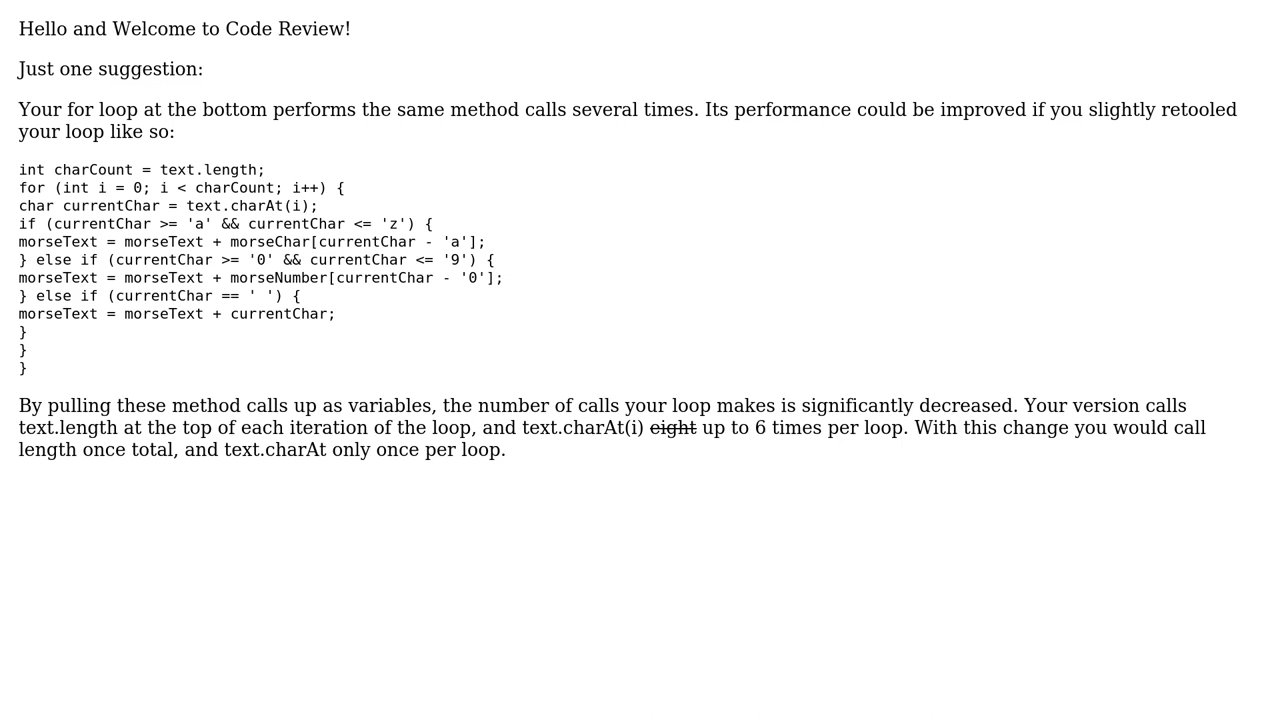 Hello and Welcome to Code Review!
Just one suggestion:
Your for loop at the bottom performs the same method calls several times. Its performance could be improved if you slightly retooled
your loop like so:
int charCount = text.length;
for (int i = 0; i < charCount; i++) {
char currentChar = text.charAt(i);
if (currentChar >= 'a' && currentChar <= 'z') {
morseText = morseText + morseChar[currentChar - 'a'];
} else if (currentChar >= '0' && currentChar <= '9') {
morseText = morseText + morseNumber[currentChar - '0'];
} else if (currentChar == ' ') {
morseText = morseText + currentChar;
}
}
}
By pulling these method calls up as variables, the number of calls your loop makes is significantly decreased. Your version calls
text.length at the top of each iteration of the loop, and text.charAt(i) eight up to 6 times per loop. With this change you would call
length once total, and text.charAt only once per loop.